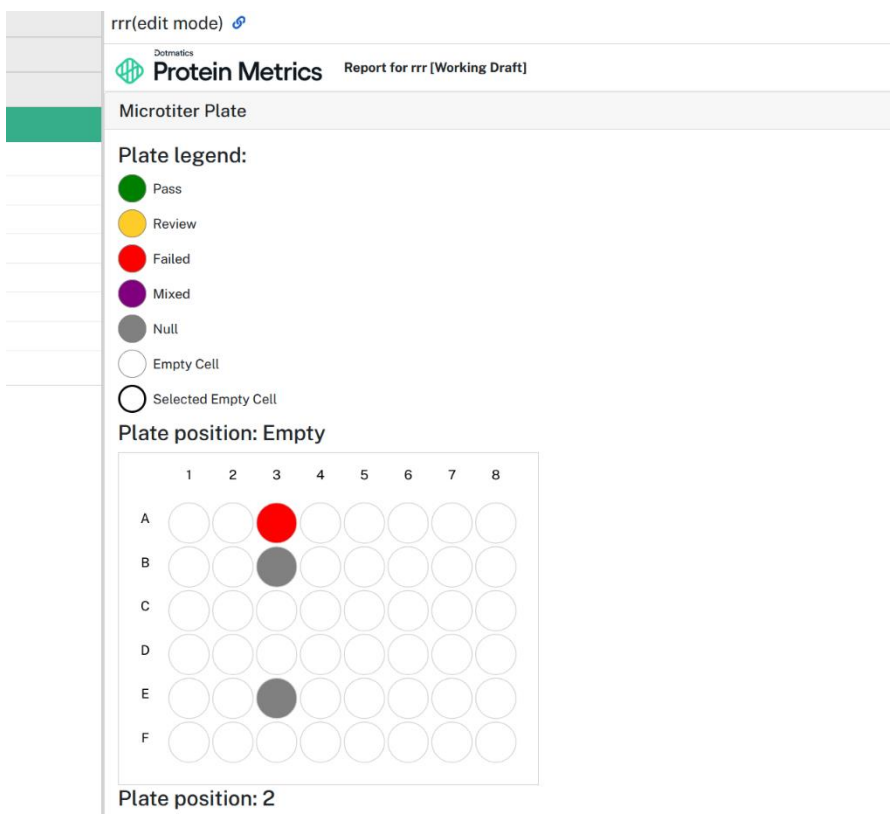 rrr(edit mode)
Dotmatics
Protein Metrics Report for rrr [Working Draft]
Microtiter Plate
Plate legend:
Pass
Review
Failed
Mixed
Null
Empty Cell
Selected Empty Cell
Plate position: Empty
1 2 3 4 5 6 7 8
A
B
C
D
E
F
Plate position: 2